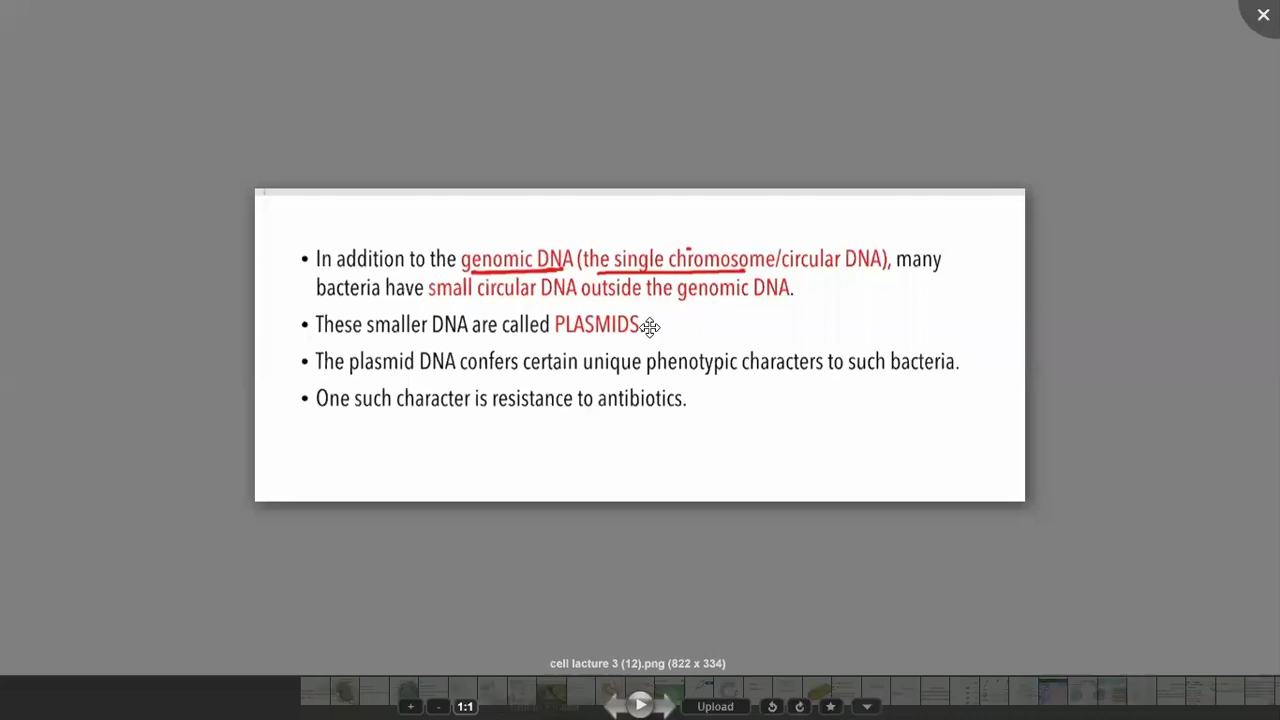 • In addition to the genomic DNA (the single chromosome/circular DNA), many
bacteria have small circular DNA outside the genomic DNA.
• These smaller DNA are called PLASMIDS
• The plasmid DNA confers certain unique phenotypic characters to such bacteria.
• One such character is resistance to antibiotics.
cell lacture 3 (12).png (822 x 334)
+ - 1:1 Upload